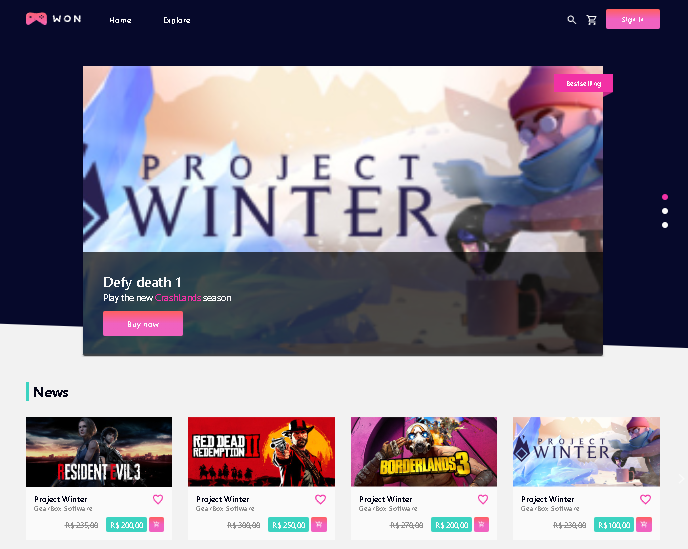 WON Home Explore Sign in
Bestselling
PROJECT
WINTER
Defy death 1
Play the new CrashLands season
Buy now
News
RESIDENT EVIL 3
RED DEAD
REDEMPTION II
BORDERLANDS 3
PROJECT
WINTER
Project Winter Project Winter Project Winter Project Winter
GearBox Software GearBox Software GearBox Software GearBox Software
R$ 235,00 R$ 200,00 R$ 300,00 R$ 250,00 R$ 270,00 R$ 200,00 R$ 230,00 R$ 100,00